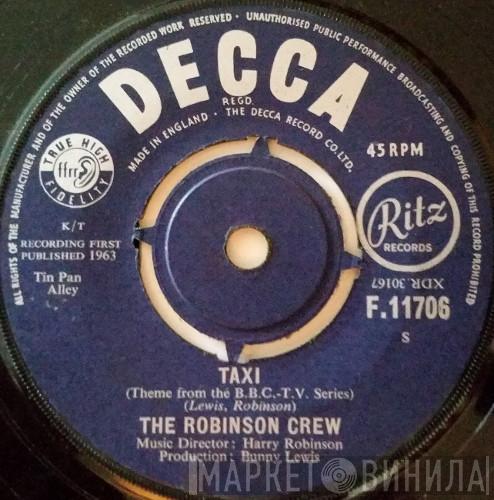 ALL RIGHTS OF THE MANUFACTURER AND OF THE OWNER OF THE RECORDED WORK RESERVED · UNAUTHORISED PUBLIC PERFORMANCE BROADCASTING AND COPYING OF THIS RECORD PROHIBITED
DECCA
REGD.
MADE IN ENGLAND · THE DECCA RECORD CO. LTD.
TRUE HIGH
ffrr
FIDELITY
45 RPM
K/T
RECORDING FIRST
PUBLISHED 1963
Tin Pan
Alley
Ritz
RECORDS
XDR 30167
F.11706
S
TAXI
(Theme from the B.B.C.-T.V. Series)
(Lewis, Robinson)
THE ROBINSON CREW
Music Director: Harry Robinson
Production: Bunny Lewis
МАРКЕТ ВИНИЛА